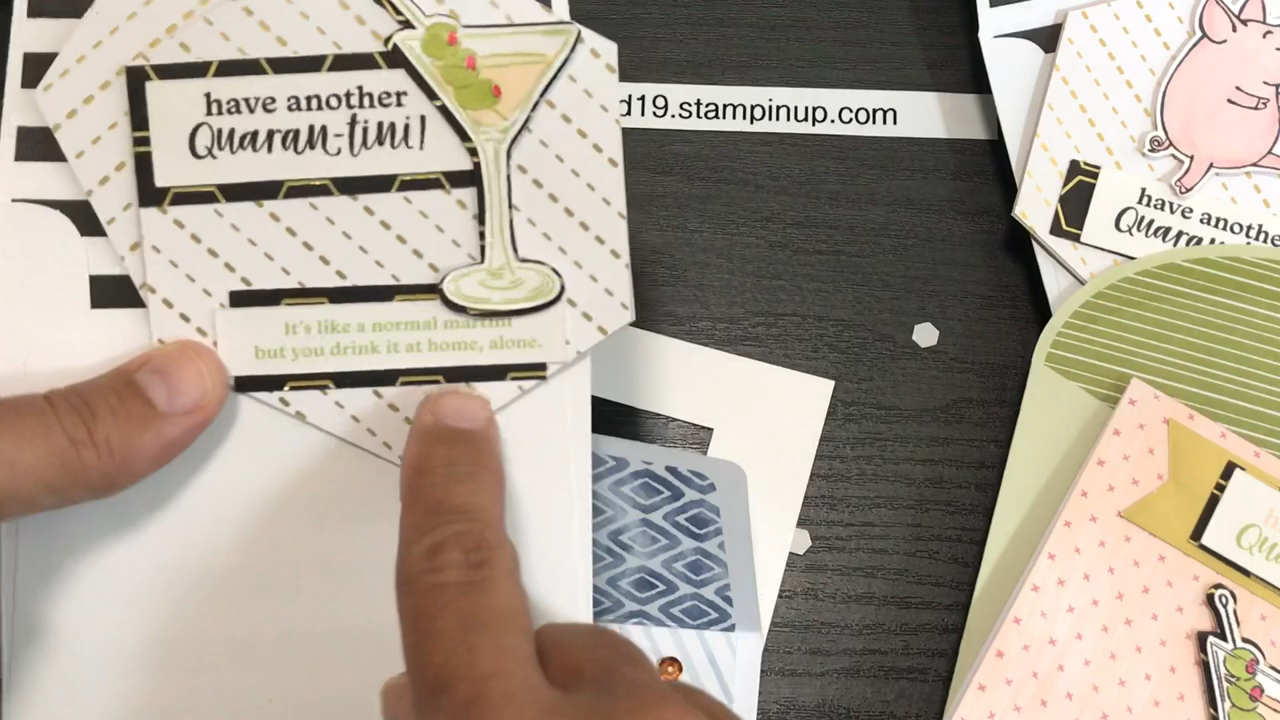 have another
Quaran-tini!
It's like a normal martini
but you drink it at home, alone.
d19.stampinup.com
have another